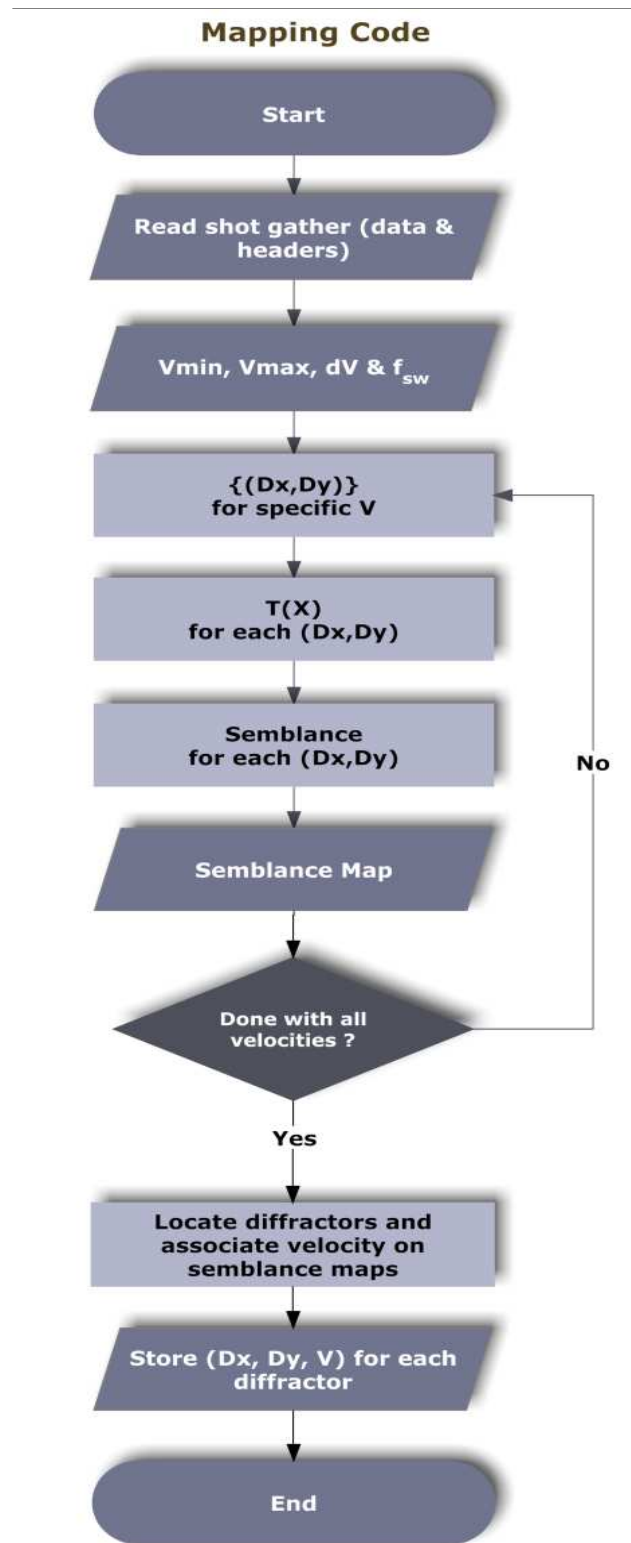 Mapping Code
Start
Read shot gather (data &
headers)
Vmin, Vmax, dV & fsw
{(Dx,Dy)}
for specific V
T(X)
for each (Dx,Dy)
Semblance
for each (Dx,Dy)
No
Semblance Map
Done with all
velocities ?
Yes
Locate diffractors and
associate velocity on
semblance maps
Store (Dx, Dy, V) for each
diffractor
End